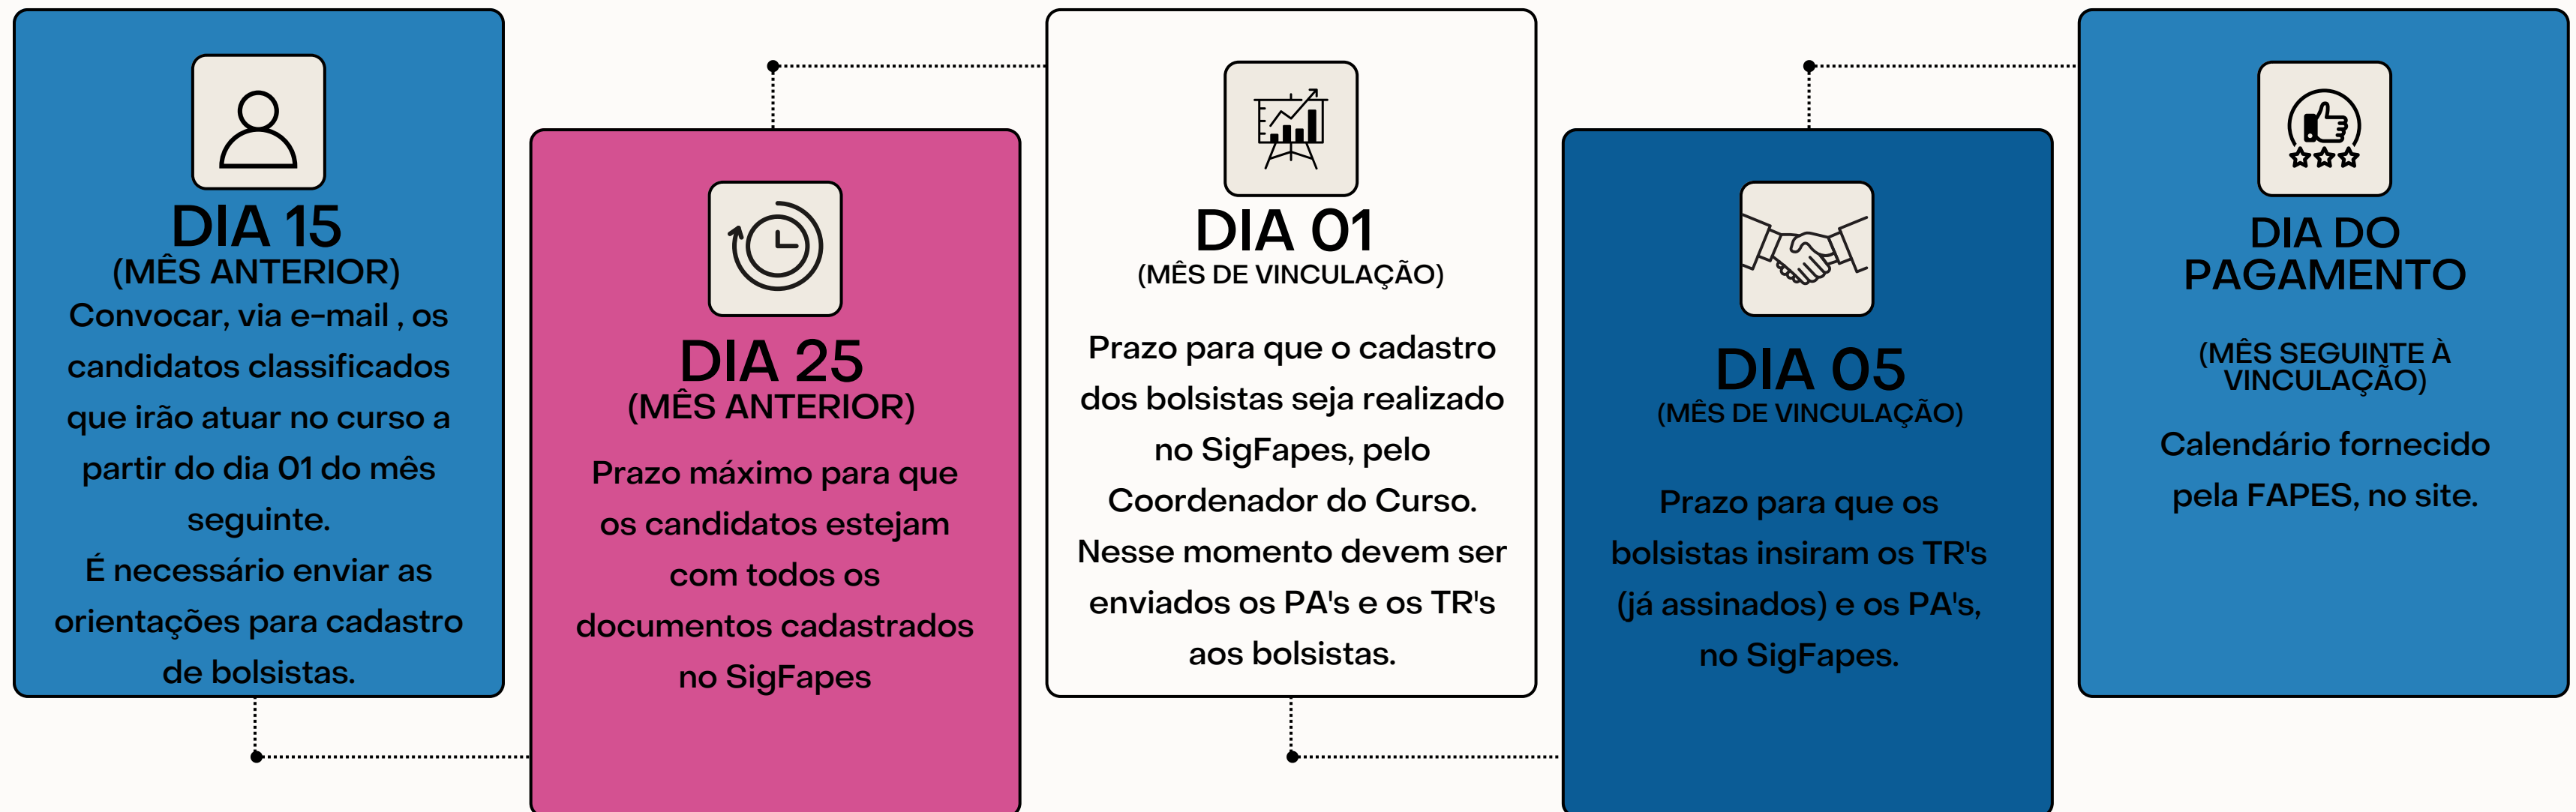 DIA 15
(MÊS ANTERIOR)
Convocar, via e-mail , os
candidatos classificados
que irão atuar no curso a
partir do dia 01 do mês
seguinte.
É necessário enviar as
orientações para cadastro
de bolsistas.
DIA 25
(MÊS ANTERIOR)
Prazo máximo para que
os candidatos estejam
com todos os
documentos cadastrados
no SigFapes
DIA 01
(MÊS DE VINCULAÇÃO)
Prazo para que o cadastro
dos bolsistas seja realizado
no SigFapes, pelo
Coordenador do Curso.
Nesse momento devem ser
enviados os PA's e os TR's
aos bolsistas.
DIA 05
(MÊS DE VINCULAÇÃO)
Prazo para que os
bolsistas insiram os TR's
(já assinados) e os PA's,
no SigFapes.
DIA DO
PAGAMENTO
(MÊS SEGUINTE À
VINCULAÇÃO)
Calendário fornecido
pela FAPES, no site.